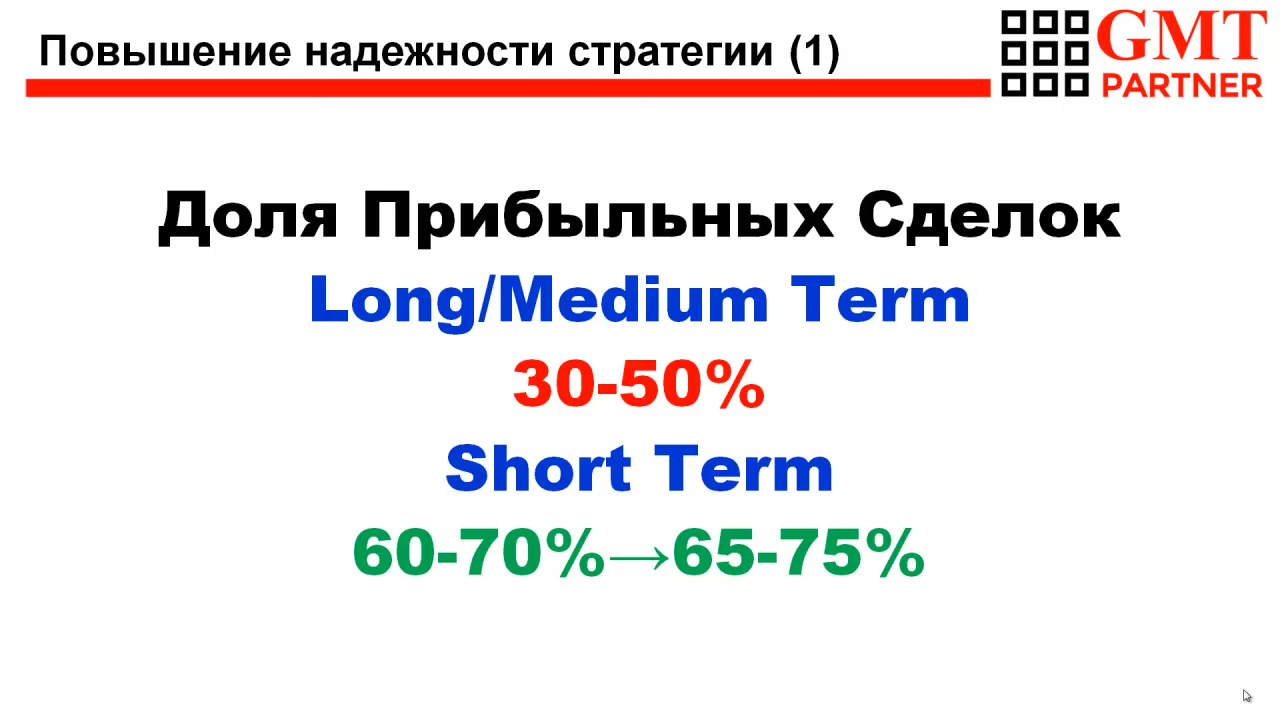 Повышение надежности стратегии (1)
GMT
PARTNER
Доля Прибыльных Сделок
Long/Medium Term
30-50%
Short Term
60-70%→65-75%